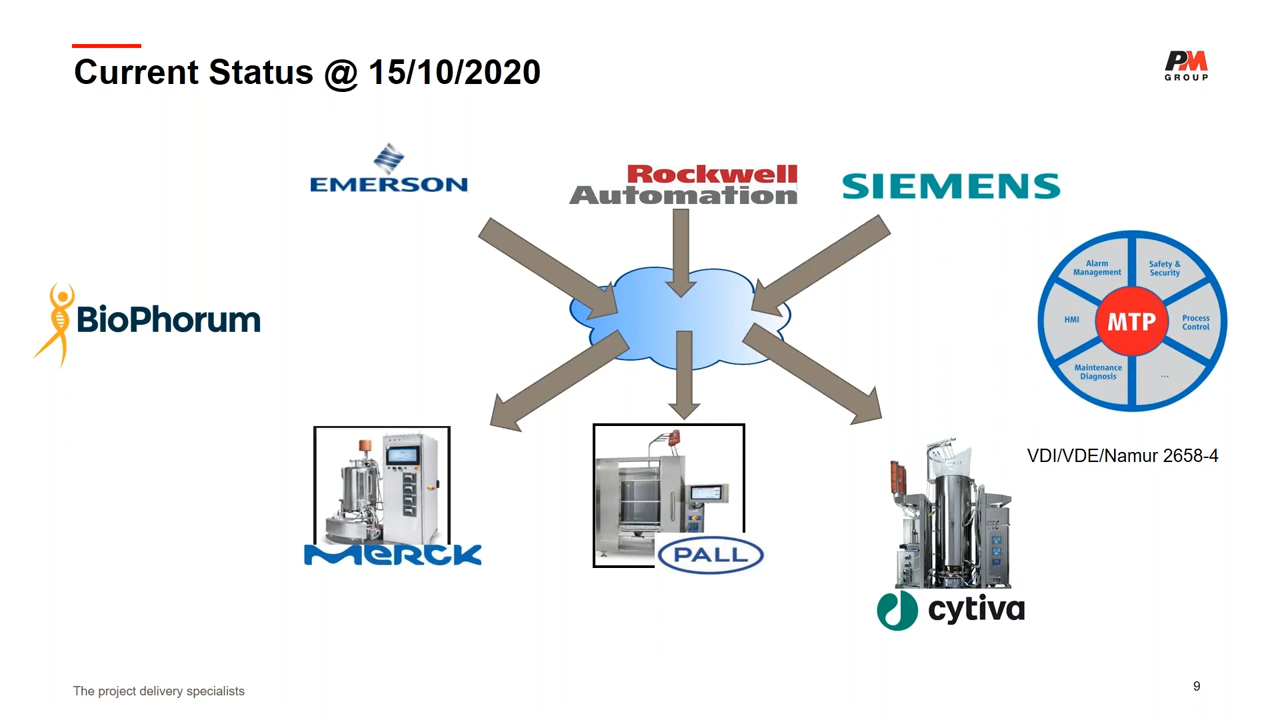 Current Status @ 15/10/2020
PM
GROUP
EMERSON
Rockwell
Automation
SIEMENS
BioPhorum
Alarm
Management
Safety &
Security
HMI
MTP
Process
Control
Maintenance
Diagnosis
...
VDI/VDE/Namur 2658-4
MERCK
PALL
cytiva
The project delivery specialists
9